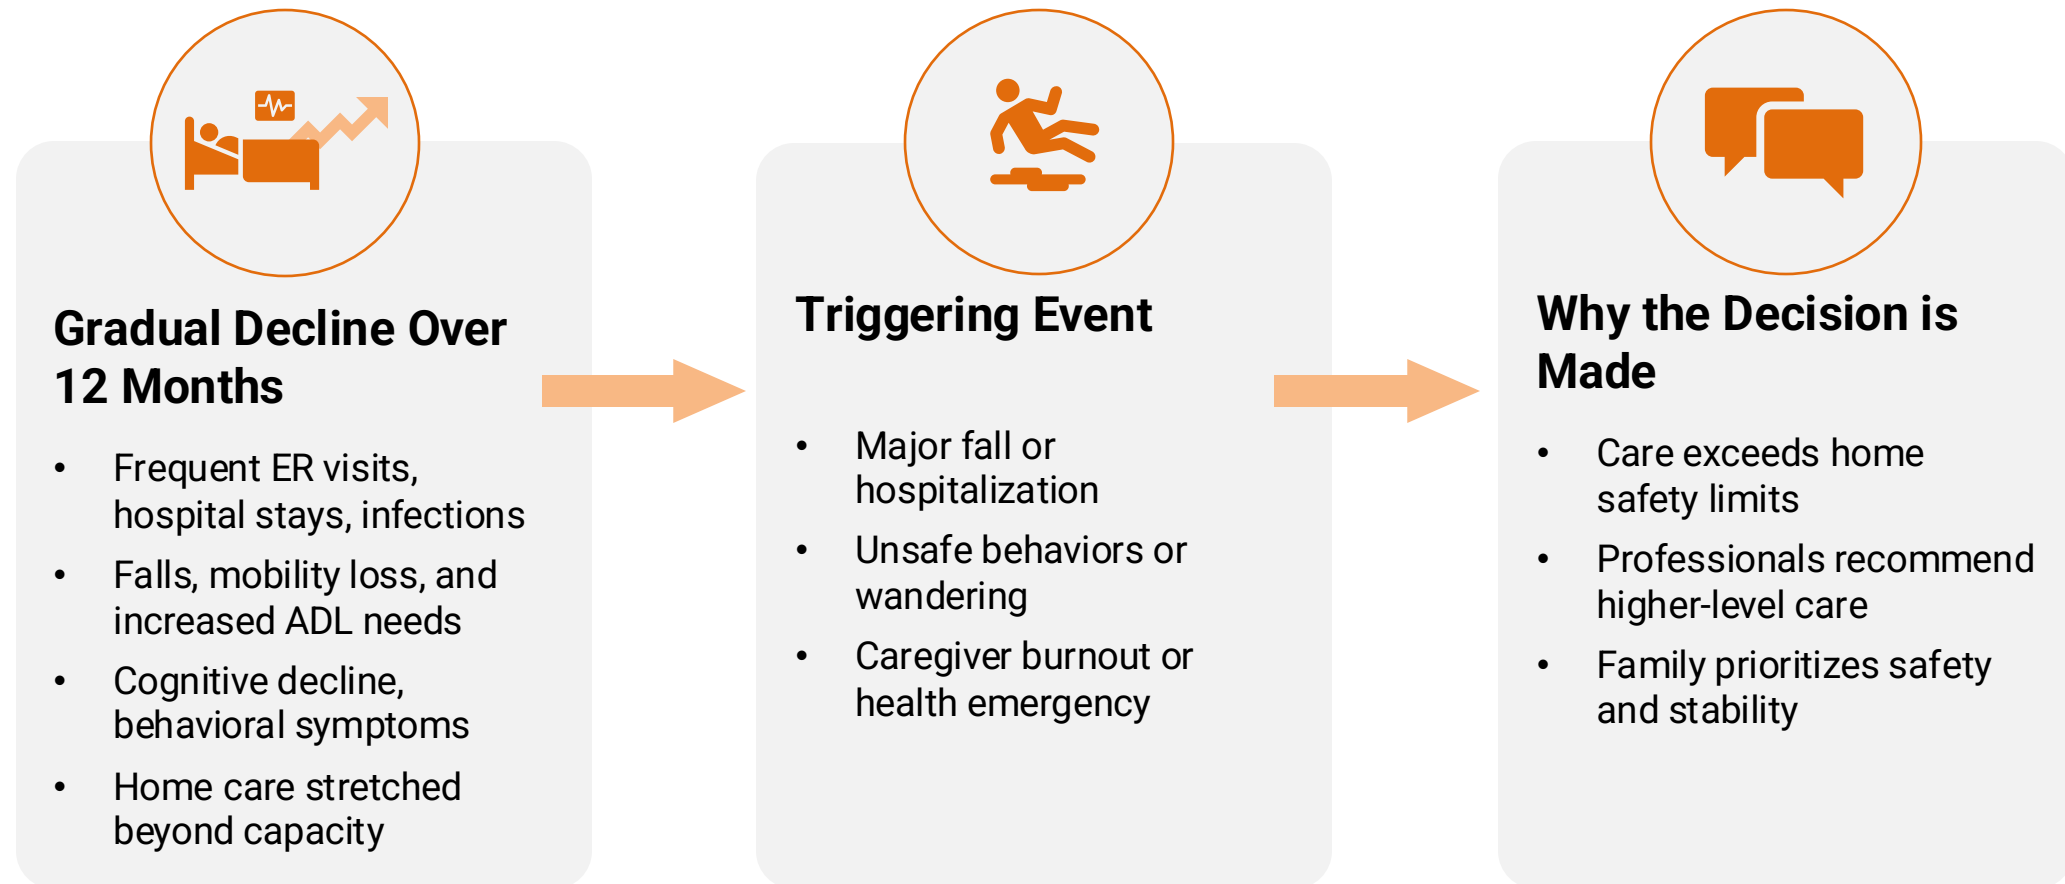 Gradual Decline Over
12 Months
• Frequent ER visits,
hospital stays, infections
• Falls, mobility loss, and
increased ADL needs
• Cognitive decline,
behavioral symptoms
• Home care stretched
beyond capacity
Triggering Event
• Major fall or
hospitalization
• Unsafe behaviors or
wandering
• Caregiver burnout or
health emergency
Why the Decision is
Made
• Care exceeds home
safety limits
• Professionals recommend
higher-level care
• Family prioritizes safety
and stability